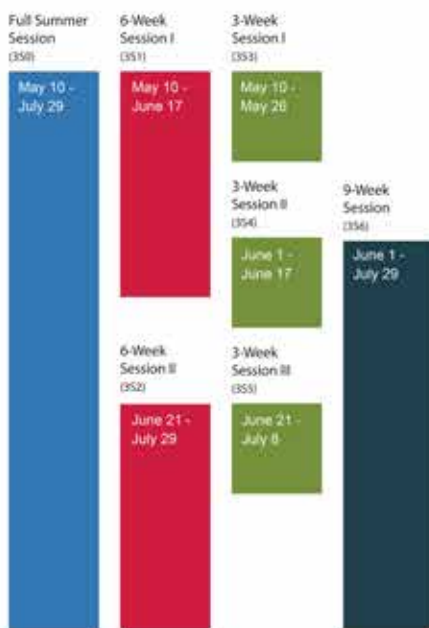 Full Summer
Session
(350)
May 10 -
July 29
6-Week
Session I
(351)
May 10 -
June 17
3-Week
Session I
(353)
May 10 -
May 26
3-Week
Session II
(354)
June 1 -
June 17
9-Week
Session
(356)
June 1 -
July 29
6-Week
Session II
(352)
June 21 -
July 29
3-Week
Session III
(355)
June 21 -
July 8